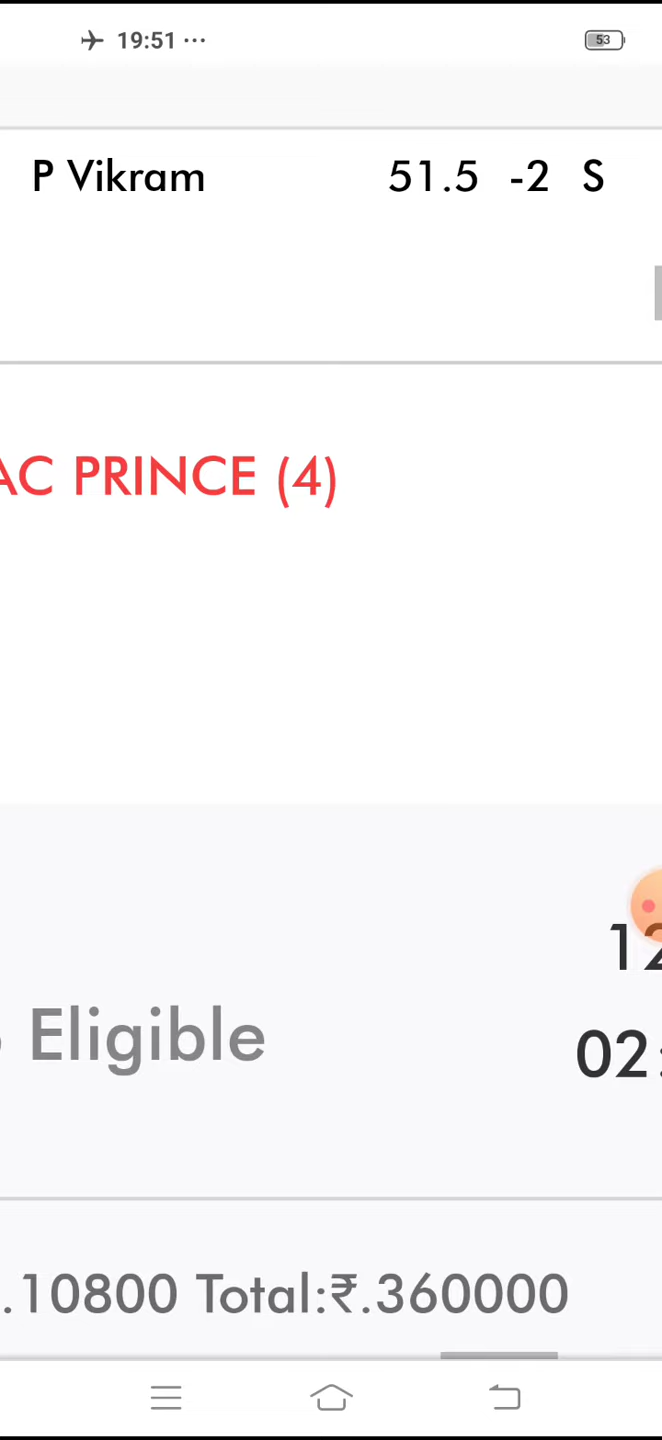 19:51 ...
53
P Vikram 51.5 -2 S
AC PRINCE (4)
Eligible
02:
.10800 Total:₹.360000